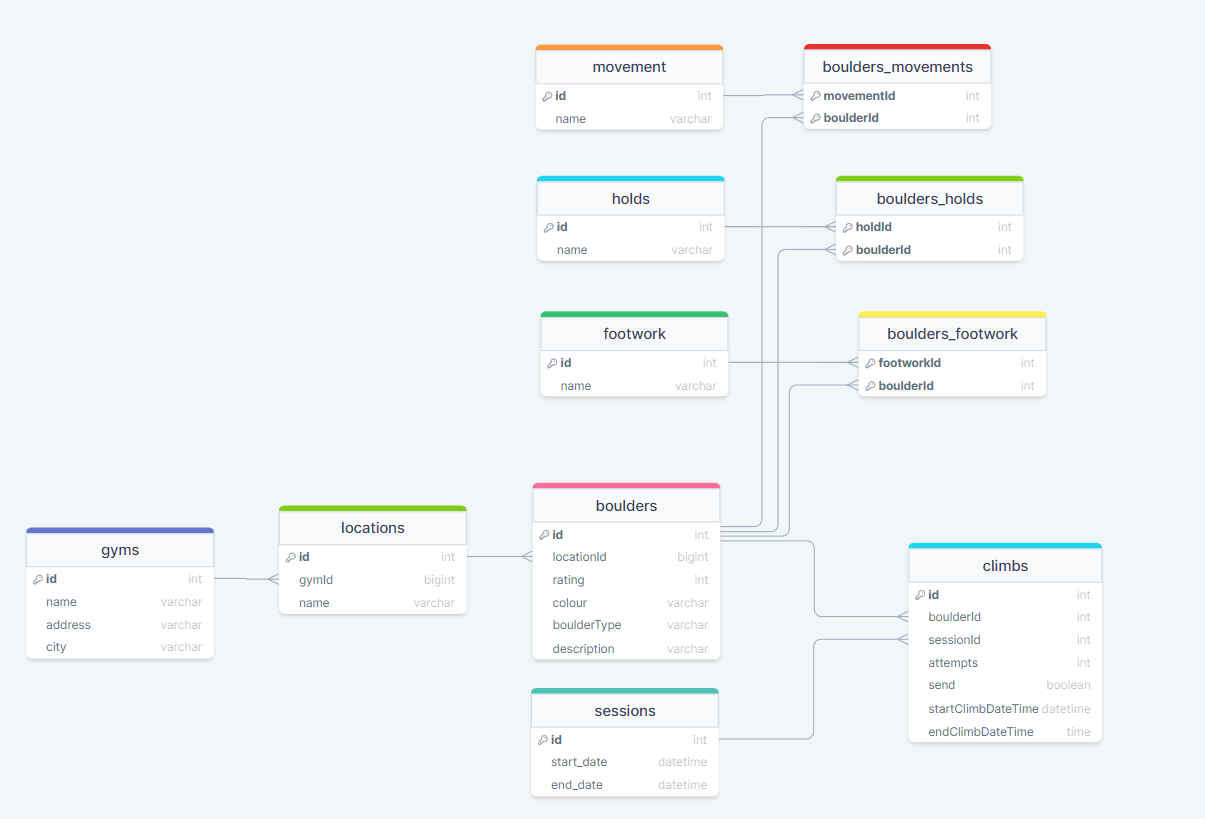 movement
id int
name varchar
boulders_movements
movementId int
boulderId int
holds
id int
name varchar
boulders_holds
holdId int
boulderId int
footwork
id int
name varchar
boulders_footwork
footworkId int
boulderId int
gyms
id int
name varchar
address varchar
city varchar
locations
id int
gymId bigint
name varchar
boulders
id int
locationId bigint
rating int
colour varchar
boulderType varchar
description varchar
climbs
id int
boulderId int
sessionId int
attempts int
send boolean
startClimbDateTime datetime
endClimbDateTime time
sessions
id int
start_date datetime
end_date datetime